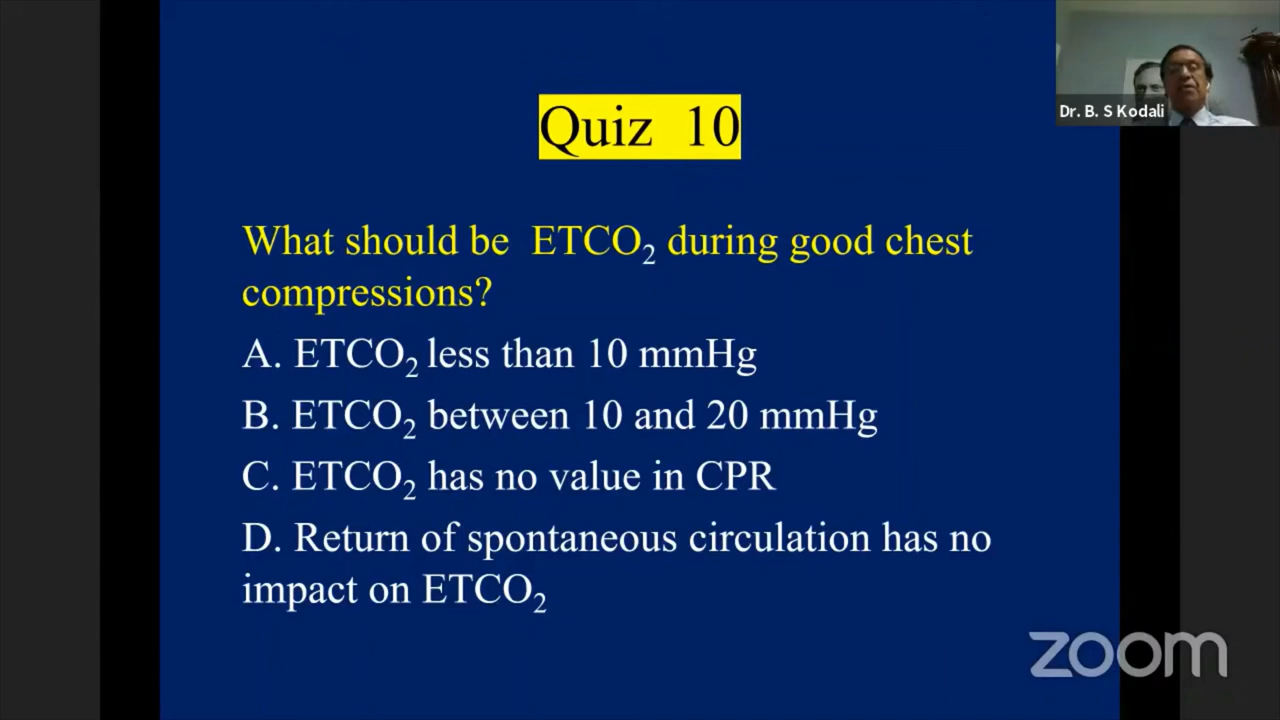 Quiz 10
What should be ETCO₂ during good chest
compressions?
A. ETCO₂ less than 10 mmHg
B. ETCO₂ between 10 and 20 mmHg
C. ETCO₂ has no value in CPR
D. Return of spontaneous circulation has no
impact on ETCO₂
Dr. B. S Kodali
zoom